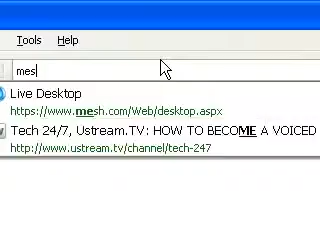 Tools Help
mes
Live Desktop
https://www.mesh.com/Web/desktop.aspx
Tech 24/7, Ustream.TV: HOW TO BECOME A VOICED
http://www.ustream.tv/channel/tech-247